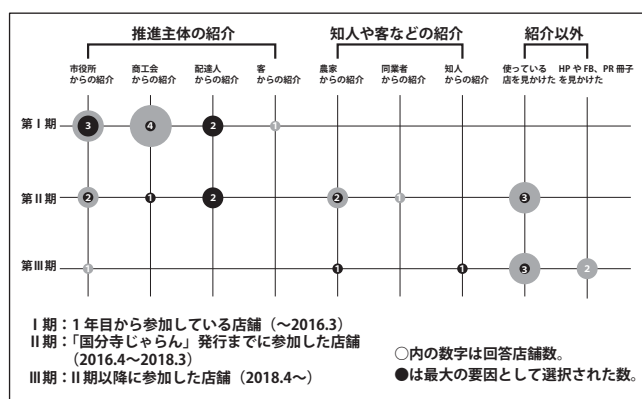 推進主体の紹介 知人や客などの紹介 紹介以外
市役所からの紹介 商工会からの紹介 配達人からの紹介 客からの紹介 農家からの紹介 同業者からの紹介 知人からの紹介 使っている店を見かけた HPやFB、PR冊子を見かけた
第Ⅰ期 3 4 2 1
第Ⅱ期 2 1 2 2 1 3
第Ⅲ期 1 1 1 3 2
Ⅰ期：1年目から参加している店舗（〜2016.3）
Ⅱ期：「国分寺じゃらん」発行までに参加した店舗
（2016.4〜2018.3）
Ⅲ期：Ⅱ期以降に参加した店舗（2018.4〜）
○内の数字は回答店舗数。
●は最大の要因として選択された数。